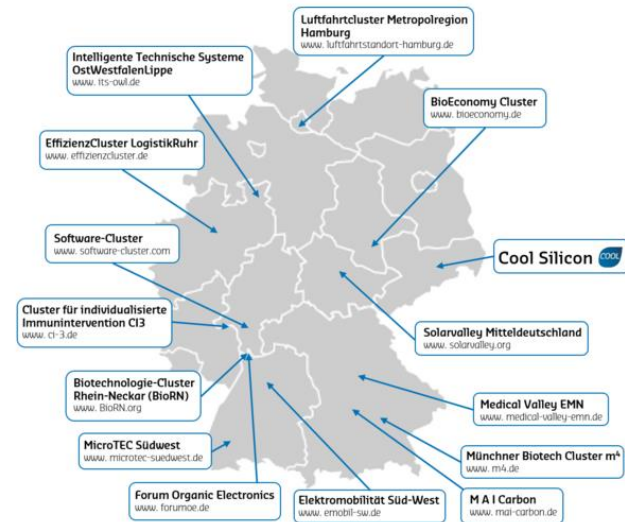 Luftfahrtcluster Metropolregion
Hamburg
www. luftfahrtstandort-hamburg.de
Intelligente Technische Systeme
OstWestfalenLippe
www. its-owl.de
BioEconomy Cluster
www. bioeconomy.de
EffizienzCluster LogistikRuhr
www. effizienzcluster.de
Software-Cluster
www. software-cluster.com
Cool Silicon COOL
Cluster für individualisierte
Immunintervention CI3
www. ci-3.de
Solarvalley Mitteldeutschland
www. solarvalley.org
Biotechnologie-Cluster
Rhein-Neckar (BioRN)
www. BioRN.org
Medical Valley EMN
www. medical-valley-emn.de
MicroTEC Südwest
www. microtec-suedwest.de
Münchner Biotech Cluster m⁴
www. m4.de
Forum Organic Electronics
www. forumoe.de
Elektromobilität Süd-West
www. emobil-sw.de
M A I Carbon
www. mai-carbon.de